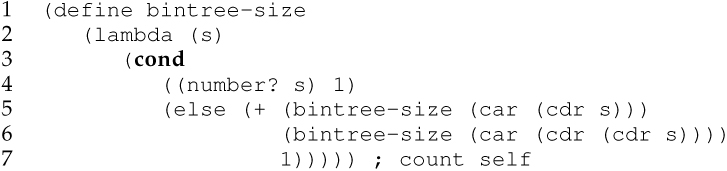 1 (define bintree-size
2 (lambda (s)
3 (cond
4 ((number? s) 1)
5 (else (+ (bintree-size (car (cdr s)))
6 (bintree-size (car (cdr (cdr s))))
7 1))))) ; count self